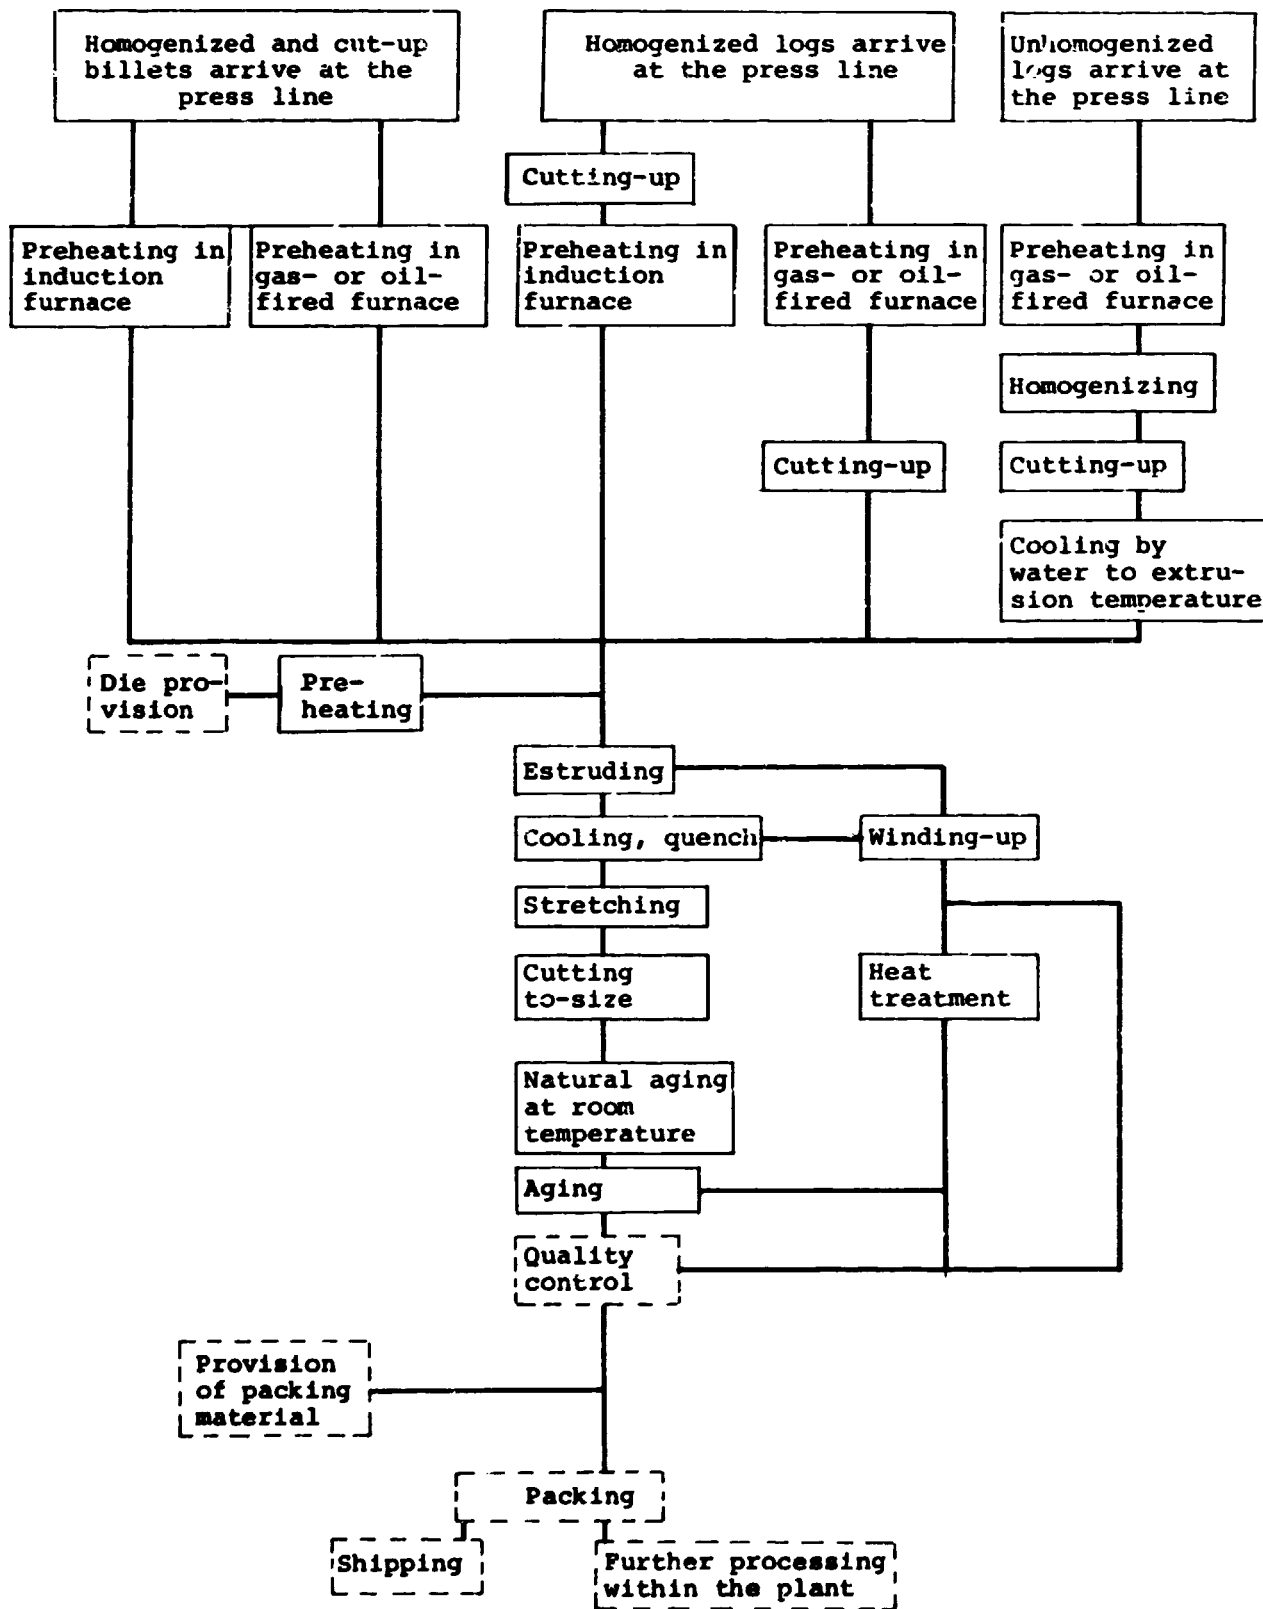 Homogenized and cut-up
billets arrive at the
press line
Homogenized logs arrive
at the press line
Unhomogenized
logs arrive at
the press line
Cutting-up
Preheating in
induction
furnace
Preheating in
gas- or oil-
fired furnace
Preheating in
induction
furnace
Preheating in
gas- or oil-
fired furnace
Preheating in
gas- or oil-
fired furnace
Homogenizing
Cutting-up
Cutting-up
Cooling by
water to extru-
sion temperature
Die pro-
vision
Pre-
heating
Estruding
Cooling, quench
Winding-up
Stretching
Cutting
to-size
Heat
treatment
Natural aging
at room
temperature
Aging
Quality
control
Provision
of packing
material
Packing
Shipping
Further processing
within the plant